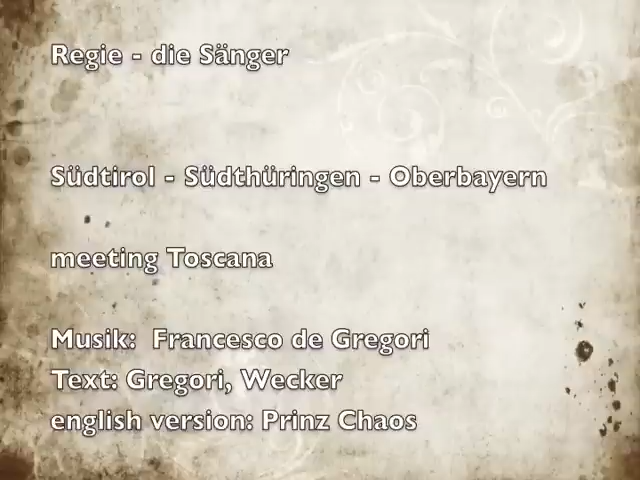 Regie - die Sänger
Südtirol - Südthüringen - Oberbayern
meeting Toscana
Musik: Francesco de Gregori
Text: Gregori, Wecker
english version: Prinz Chaos